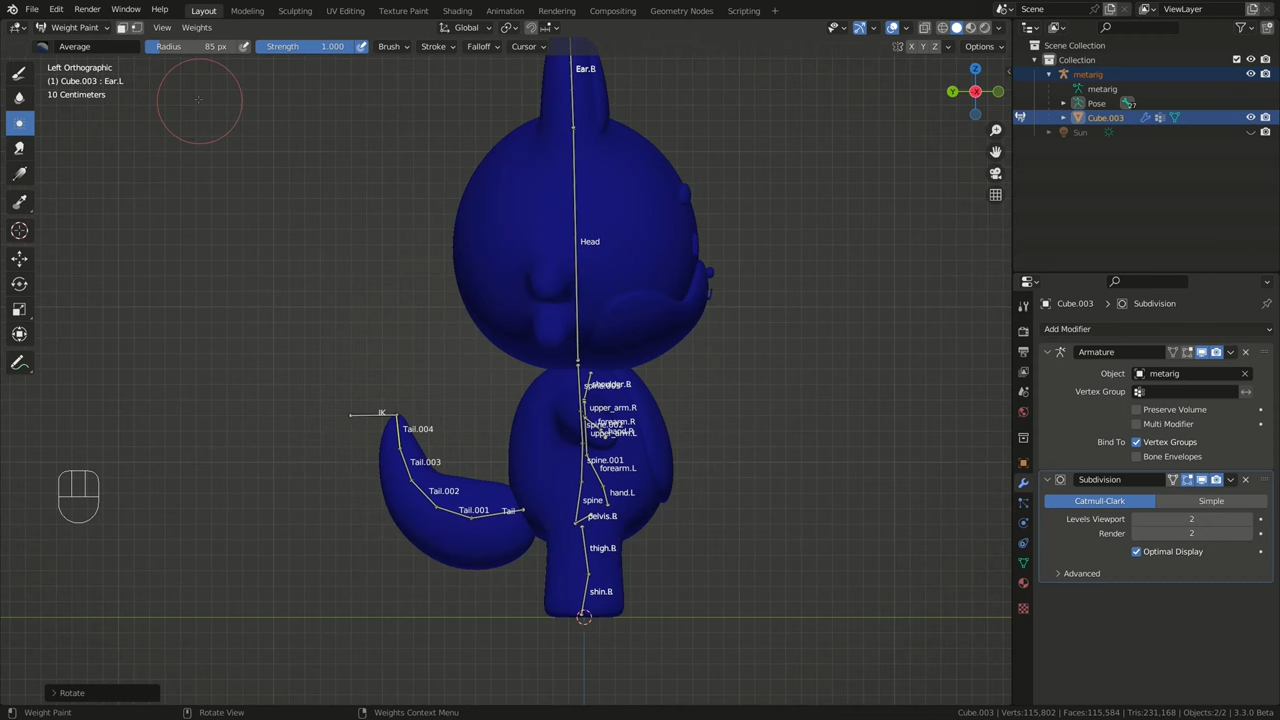 File Edit Render Window Help Layout Modeling Sculpting UV Editing Texture Paint Shading Animation Rendering Compositing Geometry Nodes Scripting + Scene ViewLayer
Weight Paint View Weights Global
Average Radius 85 px Strength 1.000 Brush Stroke Falloff Cursor X Y Z Options
Left Orthographic
(1) Cube.003 : Ear.L
10 Centimeters
Z
Y
X
Head
IK
Tail.004
Tail.003
Tail.002
Tail.001
Tail
upper_arm.R
spine.001
forearm.L
hand.L
spine
thigh.R
shin.R
Rotate
Scene Collection
Collection
metarig
metarig
Pose 27
Cube.003
Sun
Cube.003 Subdivision
Add Modifier
Armature
Object metarig
Vertex Group
Preserve Volume
Multi Modifier
Bind To Vertex Groups
Bone Envelopes
Subdivision
Catmull-Clark Simple
Levels Viewport 2
Render 2
Optimal Display
Advanced
Weight Paint Rotate View Weights Context Menu Cube.003 | Verts:115,802 | Faces:115,584 | Tris:231,168 | Objects:2/2 | 3.3.0 Beta